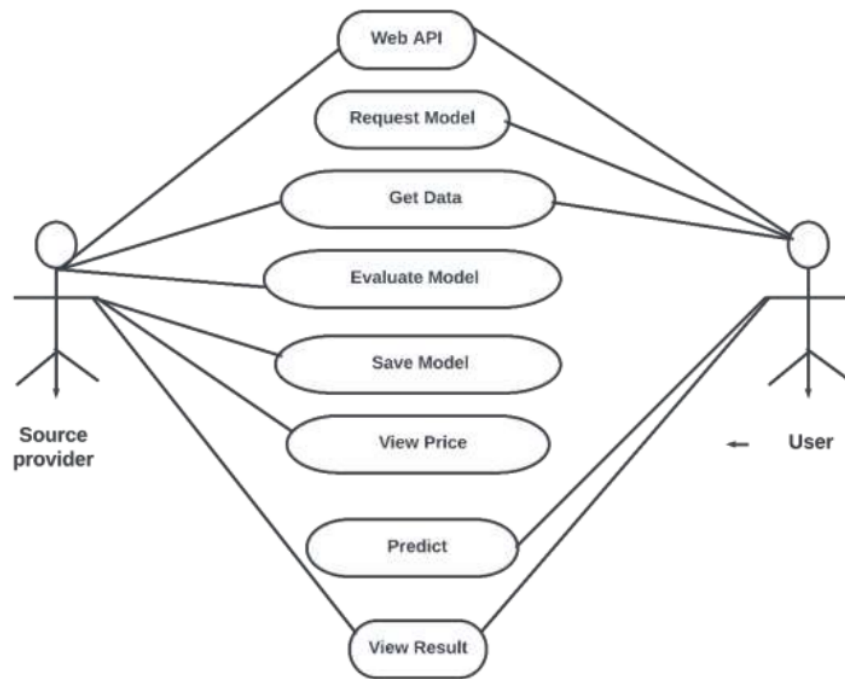 Web API
Request Model
Get Data
Evaluate Model
Save Model
View Price
Source
provider
User
Predict
View Result